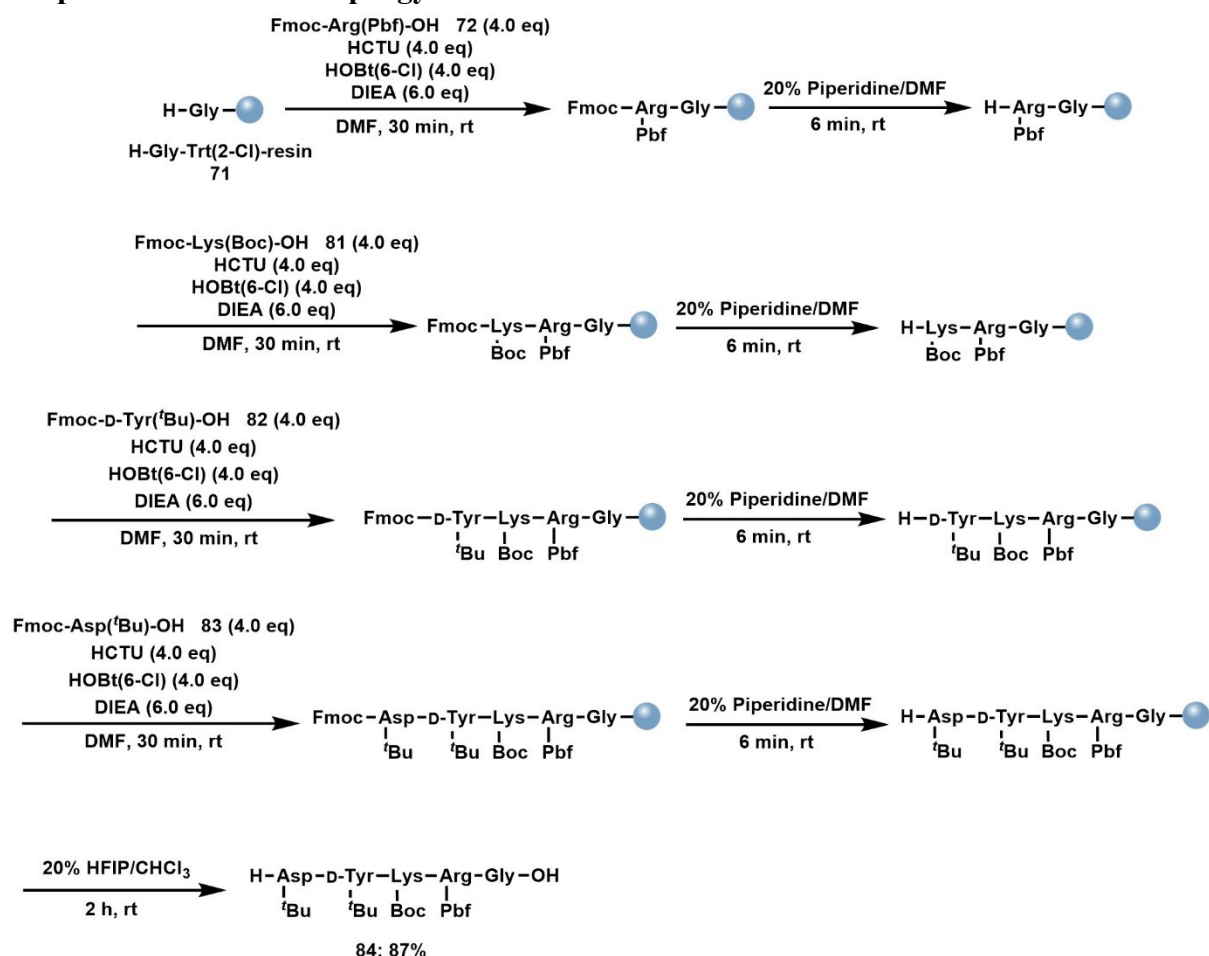 Fmoc-Arg(Pbf)-OH 72 (4.0 eq)
HCTU (4.0 eq)
HOBt(6-Cl) (4.0 eq)
DIEA (6.0 eq)
DMF, 30 min, rt
H-Gly
H-Gly-Trt(2-Cl)-resin
71
Fmoc-Arg-Gly
Pbf
20% Piperidine/DMF
6 min, rt
H-Arg-Gly
Pbf
Fmoc-Lys(Boc)-OH 81 (4.0 eq)
HCTU (4.0 eq)
HOBt(6-Cl) (4.0 eq)
DIEA (6.0 eq)
DMF, 30 min, rt
Fmoc-Lys-Arg-Gly
Boc Pbf
20% Piperidine/DMF
6 min, rt
H-Lys-Arg-Gly
Boc Pbf
Fmoc-D-Tyr(tBu)-OH 82 (4.0 eq)
HCTU (4.0 eq)
HOBt(6-Cl) (4.0 eq)
DIEA (6.0 eq)
DMF, 30 min, rt
Fmoc-D-Tyr-Lys-Arg-Gly
tBu Boc Pbf
20% Piperidine/DMF
6 min, rt
H-D-Tyr-Lys-Arg-Gly
tBu Boc Pbf
Fmoc-Asp(tBu)-OH 83 (4.0 eq)
HCTU (4.0 eq)
HOBt(6-Cl) (4.0 eq)
DIEA (6.0 eq)
DMF, 30 min, rt
Fmoc-Asp-D-Tyr-Lys-Arg-Gly
tBu tBu Boc Pbf
20% Piperidine/DMF
6 min, rt
H-Asp-D-Tyr-Lys-Arg-Gly
tBu tBu Boc Pbf
20% HFIP/CHCl3
2 h, rt
H-Asp-D-Tyr-Lys-Arg-Gly-OH
tBu tBu Boc Pbf
84: 87%